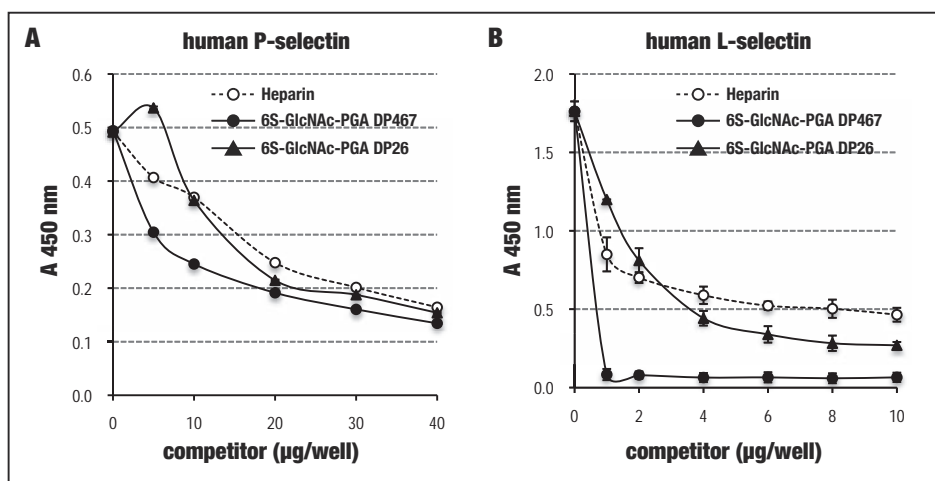 A
human P-selectin
0.6
0.5
0.4
0.3
0.2
0.1
A 450 nm
Heparin
6S-GlcNAc-PGA DP467
6S-GlcNAc-PGA DP26
0 10 20 30 40
competitor (µg/well)
B
human L-selectin
2.0
1.5
1.0
0.5
0.0
A 450 nm
Heparin
6S-GlcNAc-PGA DP467
6S-GlcNAc-PGA DP26
0 2 4 6 8 10
competitor (µg/well)